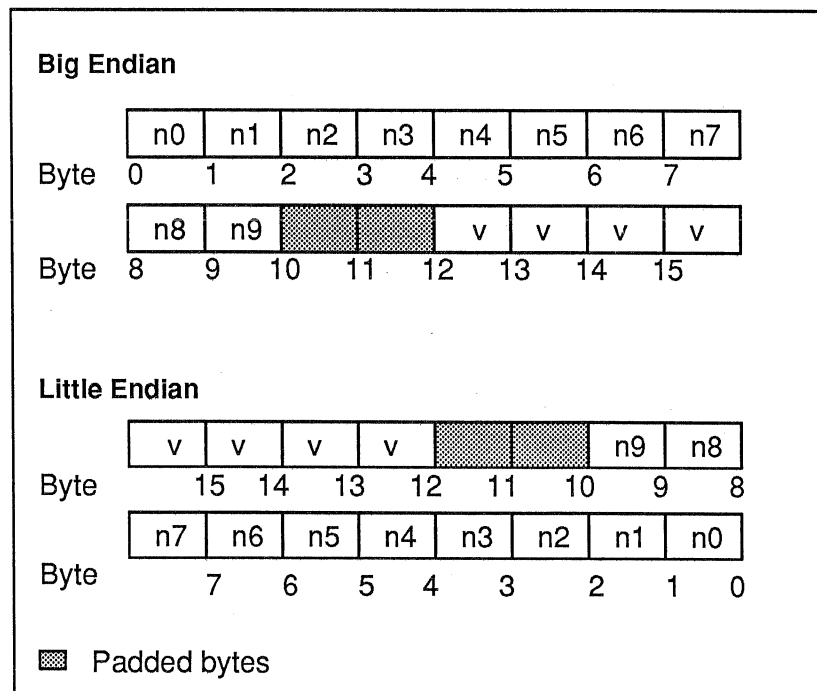 Big Endian
n0 n1 n2 n3 n4 n5 n6 n7
Byte 0 1 2 3 4 5 6 7
n8 n9 v v v v
Byte 8 9 10 11 12 13 14 15
Little Endian
v v v v n9 n8
Byte 15 14 13 12 11 10 9 8
n7 n6 n5 n4 n3 n2 n1 n0
Byte 7 6 5 4 3 2 1 0
Padded bytes